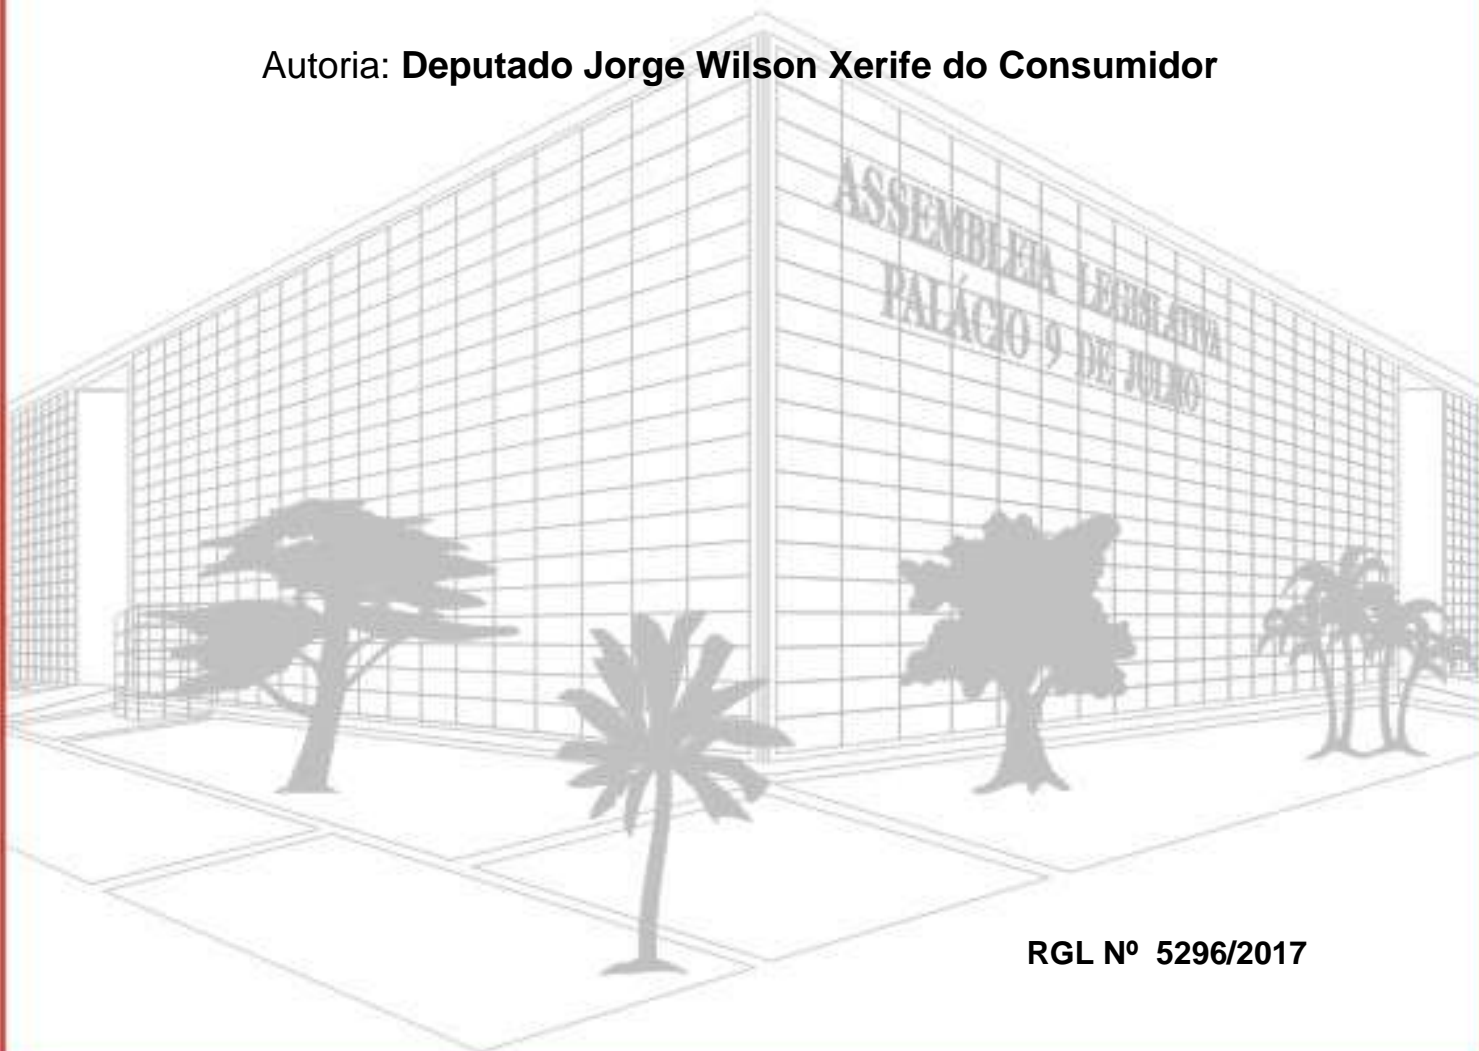 Autoria: Deputado Jorge Wilson Xerife do Consumidor
ASSEMBLEIA LEGISLATIVA
PALÁCIO 9 DE JULHO
RGL Nº 5296/2017